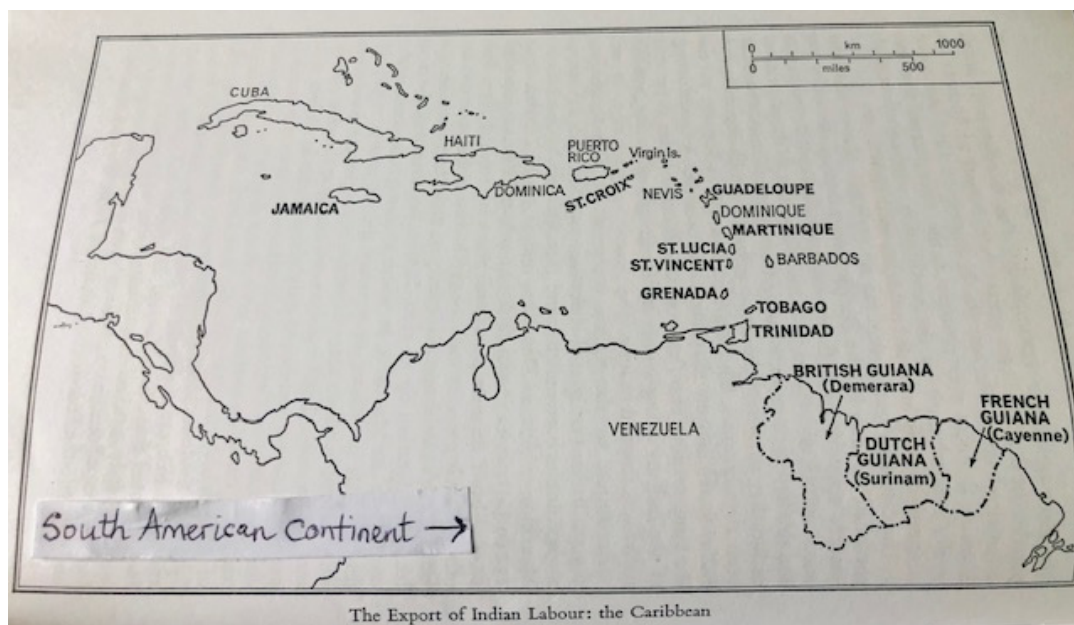 0 km 1000
0 miles 500
CUBA
HAITI
PUERTO
RICO
Virgin Is.
DOMINICA
ST.CROIX
NEVIS
GUADELOUPE
JAMAICA
DOMINIQUE
MARTINIQUE
ST.LUCIA
ST.VINCENT
BARBADOS
GRENADA
TOBAGO
TRINIDAD
BRITISH GUIANA
(Demerara)
FRENCH
GUIANA
(Cayenne)
VENEZUELA
DUTCH
GUIANA
(Surinam)
South American Continent →
The Export of Indian Labour: the Caribbean